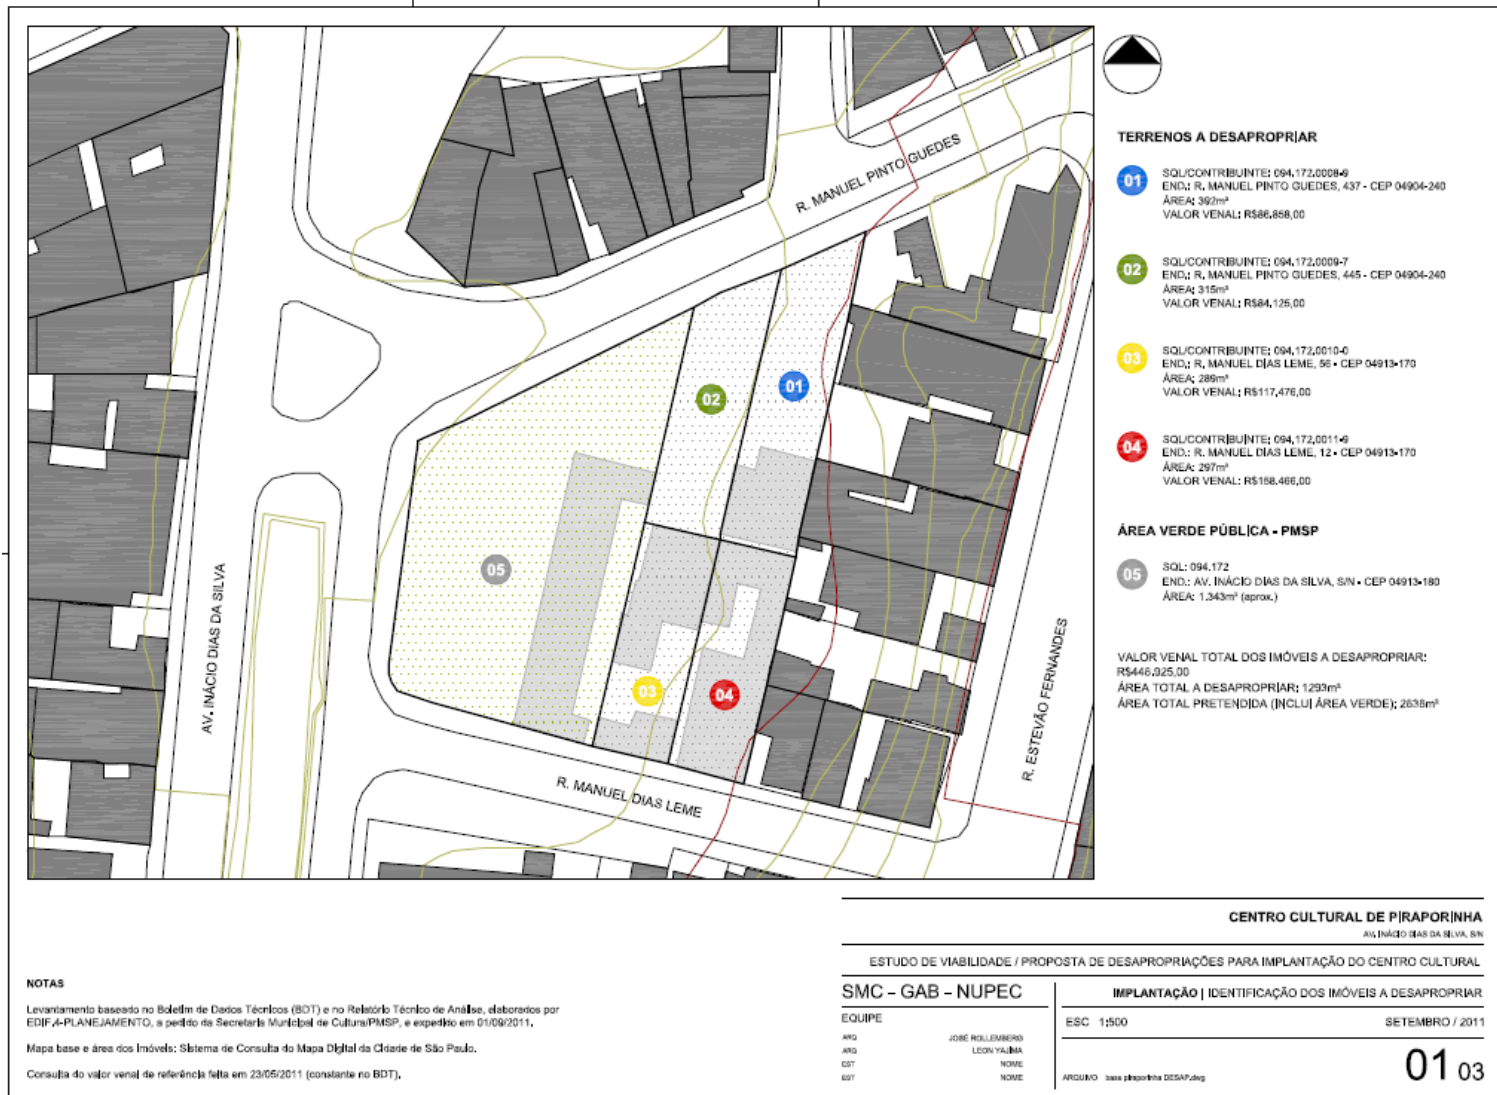 R. MANUEL PINTO GUEDES
AV. INÁCIO DIAS DA SILVA
R. MANUEL DIAS LEME
R. ESTEVÃO FERNANDES
01
02
03
04
05
TERRENOS A DESAPROPRIAR
01
SQL/CONTRIBUINTE: 094.172.0008-9
END.: R. MANUEL PINTO GUEDES, 437 - CEP 04904-240
ÁREA: 392m²
VALOR VENAL: R$86.858,00
02
SQL/CONTRIBUINTE: 094.172.0009-7
END.: R. MANUEL PINTO GUEDES, 445 - CEP 04904-240
ÁREA: 315m²
VALOR VENAL: R$84.125,00
03
SQL/CONTRIBUINTE: 094.172.0010-0
END.: R. MANUEL DIAS LEME, 56 - CEP 04913-170
ÁREA: 289m²
VALOR VENAL: R$117.476,00
04
SQL/CONTRIBUINTE: 094.172.0011-9
END.: R. MANUEL DIAS LEME, 12 - CEP 04913-170
ÁREA: 297m²
VALOR VENAL: R$158.466,00
ÁREA VERDE PÚBLICA - PMSP
05
SQL: 094.172
END.: AV. INÁCIO DIAS DA SILVA, S/N - CEP 04913-180
ÁREA: 1.343m² (aprox.)
VALOR VENAL TOTAL DOS IMÓVEIS A DESAPROPRIAR:
R$446.925,00
ÁREA TOTAL A DESAPROPRIAR: 1293m²
ÁREA TOTAL PRETENDIDA (INCLUI ÁREA VERDE): 2636m²
NOTAS
Levantamento baseado no Boletim de Dados Técnicos (BDT) e no Relatório Técnico de Análise, elaborados por
EDIF.4-PLANEJAMENTO, a pedido da Secretaria Municipal de Cultura/PMSP, e expedido em 01/09/2011.
Mapa base e área dos imóveis: Sistema de Consulta do Mapa Digital da Cidade de São Paulo.
Consulta do valor venal de referência feita em 23/05/2011 (constante no BDT).
CENTRO CULTURAL DE PIRAPORINHA
AV. INÁCIO DIAS DA SILVA, S/N
ESTUDO DE VIABILIDADE / PROPOSTA DE DESAPROPRIAÇÕES PARA IMPLANTAÇÃO DO CENTRO CULTURAL
SMC - GAB - NUPEC
IMPLANTAÇÃO | IDENTIFICAÇÃO DOS IMÓVEIS A DESAPROPRIAR
EQUIPE
ARQ JOSÉ ROLLEMBERG
ARQ LEON YAJIMA
EST NOME
EST NOME
ESC 1:500 SETEMBRO / 2011
ARQUIVO base piraporinha DESAP.dwg
01 03